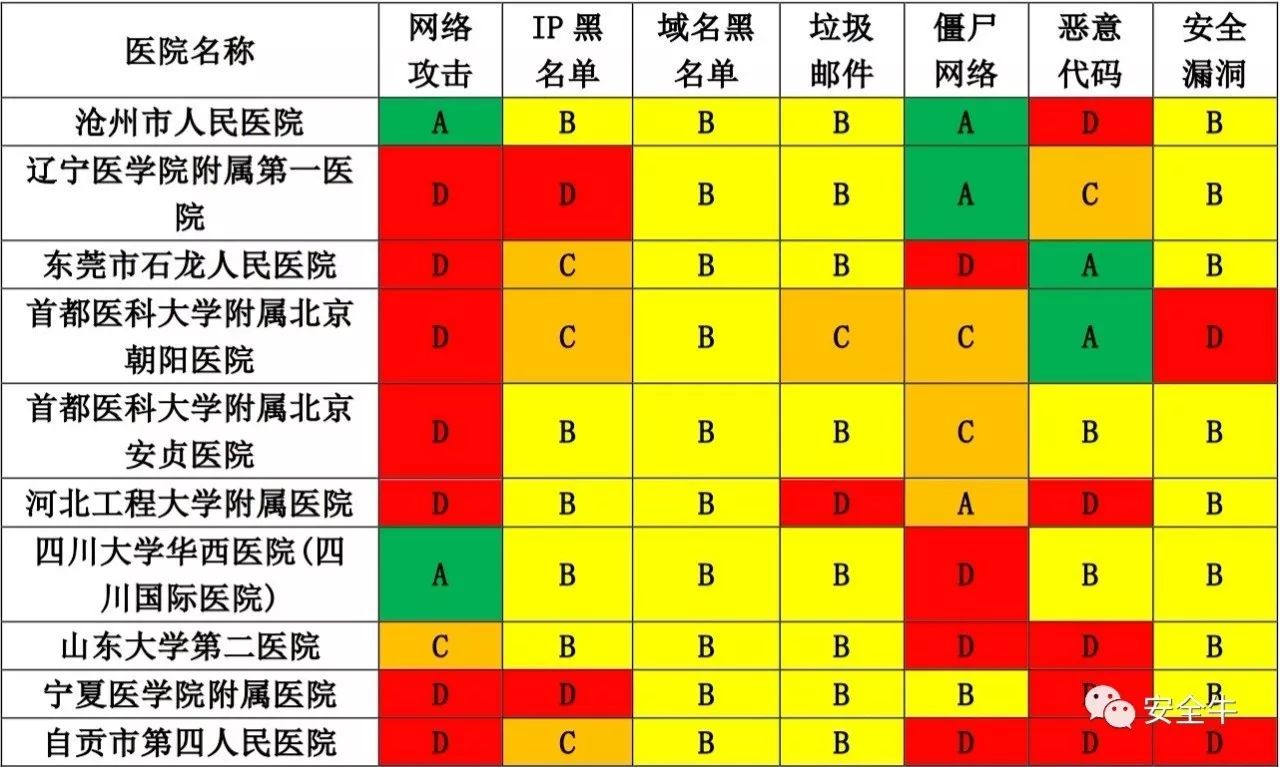 医院名称 网络攻击 IP黑名单 域名黑名单 垃圾邮件 僵尸网络 恶意代码 安全漏洞
沧州市人民医院 A B B B A D B
辽宁医学院附属第一医院 D D B B A C B
东莞市石龙人民医院 D C B B D A B
首都医科大学附属北京朝阳医院 D C B C C A D
首都医科大学附属北京安贞医院 D B B B C B B
河北工程大学附属医院 D B B D A D B
四川大学华西医院(四川国际医院) A B B B D B B
山东大学第二医院 C B B B D D B
宁夏医学院附属医院 D D B B B D B
自贡市第四人民医院 D C B B D D D
安全牛